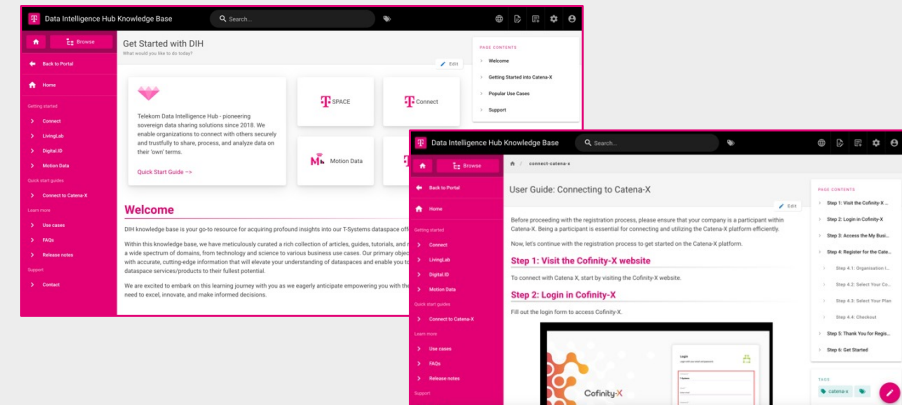 Data Intelligence Hub Knowledge Base
Search...
Browse
Back to Portal
Home
Getting started
Connect
LivingLab
Digital.ID
Motion Data
Quick start guides
Connect to Catena-X
Learn more
Use cases
FAQs
Release notes
Support
Contact
Get Started with DIH
What would you like to do today?
Edit
Telekom Data Intelligence Hub - pioneering
sovereign data sharing solutions since 2018. We
enable organizations to connect with others securely
and trustfully to share, process, and analyze data on
their 'own' terms.
Quick Start Guide
SPACE
Connect
Motion Data
PAGE CONTENTS
Welcome
Getting Started into Catena-X
Popular Use Cases
Support
Welcome
DIH knowledge base is your go-to resource for acquiring profound insights into our T-Systems dataspace off
Within this knowledge base, we have meticulously curated a rich collection of articles, guides, tutorials, and
a wide spectrum of domains, from technology and science to various business use cases. Our primary objec
with accurate, cutting-edge information that will elevate your understanding of dataspaces and enable you to
dataspace services/products to their fullest potential.
We are excited to embark on this learning journey with you as we eagerly anticipate empowering you with the
need to excel, innovate, and make informed decisions.
Data Intelligence Hub Knowledge Base
Search...
Browse
Back to Portal
Home
Getting started
Connect
LivingLab
Digital.ID
Motion Data
Quick start guides
Connect to Catena-X
Learn more
Use cases
FAQs
Release notes
Support
/ connect-catena-x
User Guide: Connecting to Catena-X
Edit
Before proceeding with the registration process, please ensure that your company is a participant within
Catena-X. Being a participant is essential for connecting and utilizing the Catena-X platform efficiently.
Now, let's continue with the registration process to get started on the Catena-X platform.
Step 1: Visit the Cofinity-X website
To connect with Catena X, start by visiting the Cofinity-X website.
Step 2: Login in Cofinity-X
Fill out the login form to access Cofinity-X.
Cofinity-X
Login
PAGE CONTENTS
Step 1: Visit the Cofinity-X ...
Step 2: Login in Cofinity-X
Step 3: Access the My Busi...
Step 4: Register for the Cate...
Step 4.1: Organisation I...
Step 4.2: Select Your Co...
Step 4.3: Select Your Plan
Step 4.4: Checkout
Step 5: Thank You for Regis...
Step 6: Get Started
TAGS
catena-x